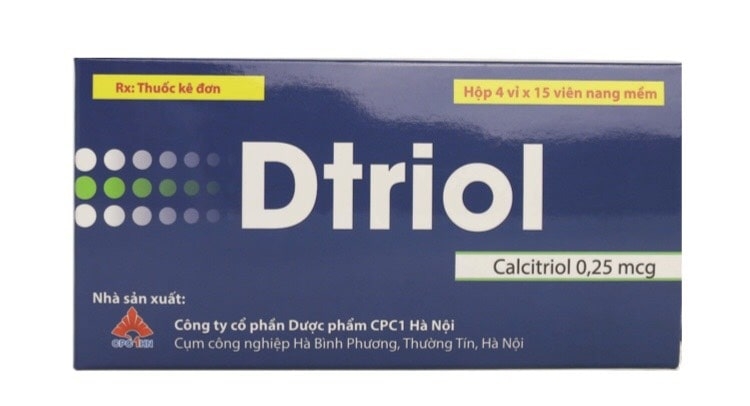 Rx: Thuốc kê đơn
Hộp 4 vỉ x 15 viên nang mềm
Dtriol
Calcitriol 0,25 mcg
Nhà sản xuất:
CPC1HN
Công ty cổ phần Dược phẩm CPC1 Hà Nội
Cụm công nghiệp Hà Bình Phương, Thường Tín, Hà Nội